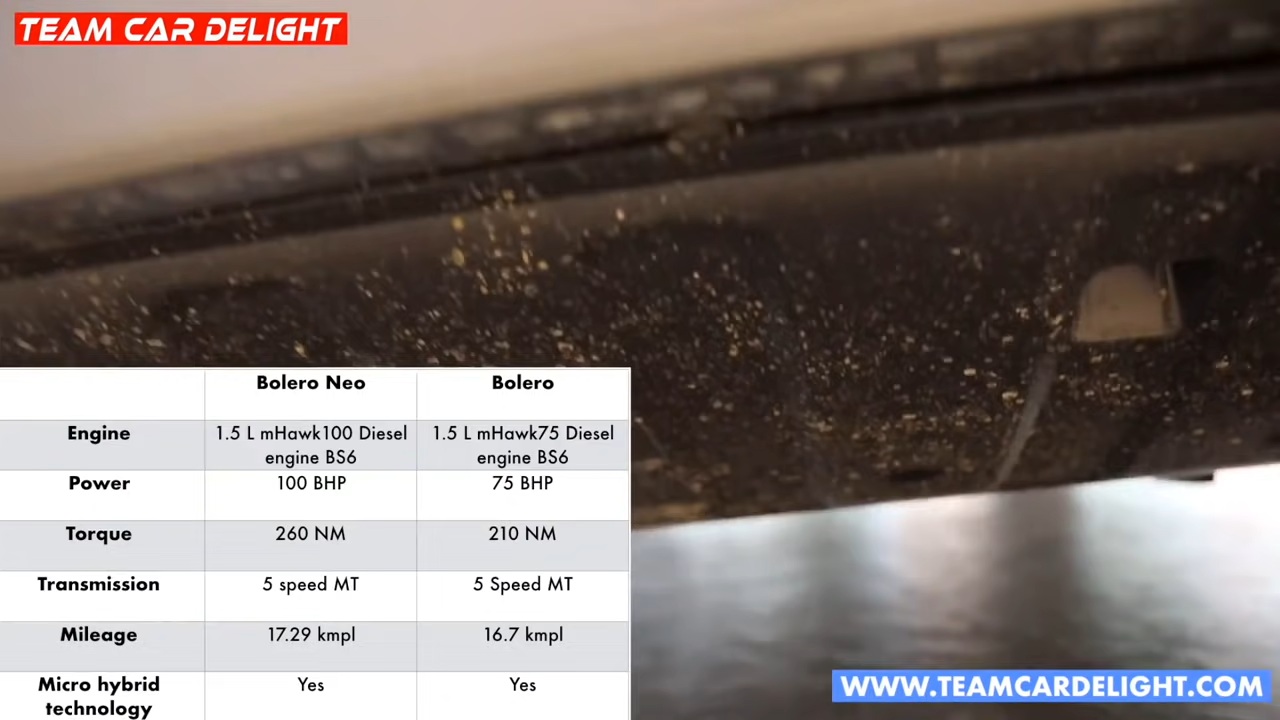 TEAM CAR DELIGHT
Bolero Neo Bolero
Engine 1.5 L mHawk100 Diesel engine BS6 1.5 L mHawk75 Diesel engine BS6
Power 100 BHP 75 BHP
Torque 260 NM 210 NM
Transmission 5 speed MT 5 Speed MT
Mileage 17.29 kmpl 16.7 kmpl
Micro hybrid technology Yes Yes
WWW.TEAMCARDELIGHT.COM